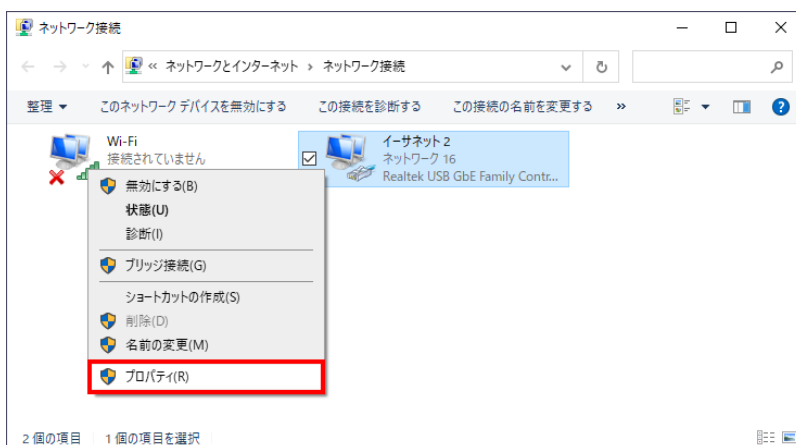 ネットワーク接続
« ネットワークとインターネット › ネットワーク接続
整理 このネットワーク デバイスを無効にする この接続を診断する この接続の名前を変更する »
Wi-Fi
接続されていません
イーサネット 2
ネットワーク 16
Realtek USB GbE Family Contr...
無効にする(B)
状態(U)
診断(I)
ブリッジ接続(G)
ショートカットの作成(S)
削除(D)
名前の変更(M)
プロパティ(R)
2 個の項目 1 個の項目を選択